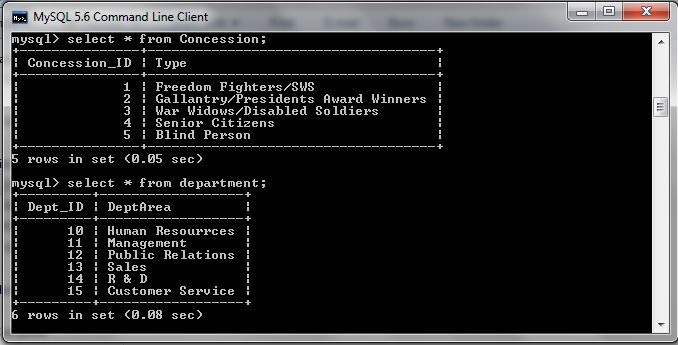 MySQL 5.6 Command Line Client
mysql> select * from Concession;
+---------------+----------------------------------+
| Concession_ID | Type                             |
+---------------+----------------------------------+
|             1 | Freedom Fighters/SWS             |
|             2 | Gallantry/Presidents Award Winners |
|             3 | War Widows/Disabled Soldiers     |
|             4 | Senior Citizens                  |
|             5 | Blind Person                     |
+---------------+----------------------------------+
5 rows in set (0.05 sec)
mysql> select * from department;
+---------+------------------+
| Dept_ID | DeptArea         |
+---------+------------------+
|      10 | Human Resourrces |
|      11 | Management       |
|      12 | Public Relations |
|      13 | Sales            |
|      14 | R & D            |
|      15 | Customer Service |
+---------+------------------+
6 rows in set (0.08 sec)